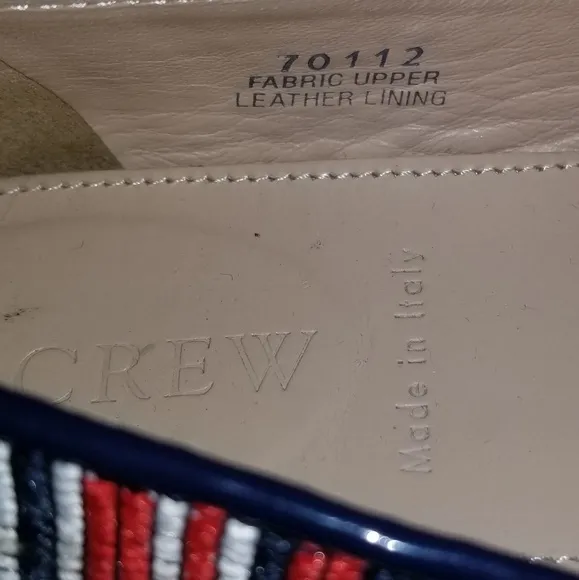 70112
FABRIC UPPER
LEATHER LINING
CREW
Made in Italy